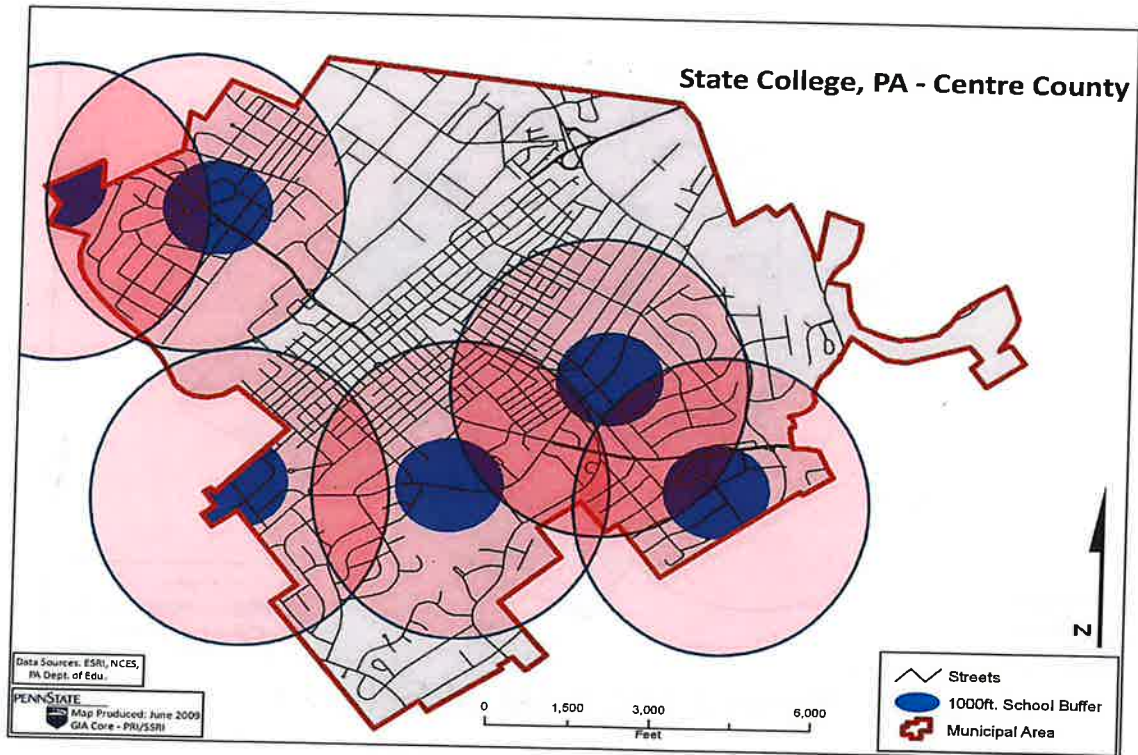 State College, PA - Centre County
N
Data Sources: ESRI, NCES,
PA Dept. of Edu.
PENNSTATE
Map Produced: June 2009
GIA Core - PRI/SSRI
0 1,500 3,000 6,000
Feet
Streets
1000ft. School Buffer
Municipal Area